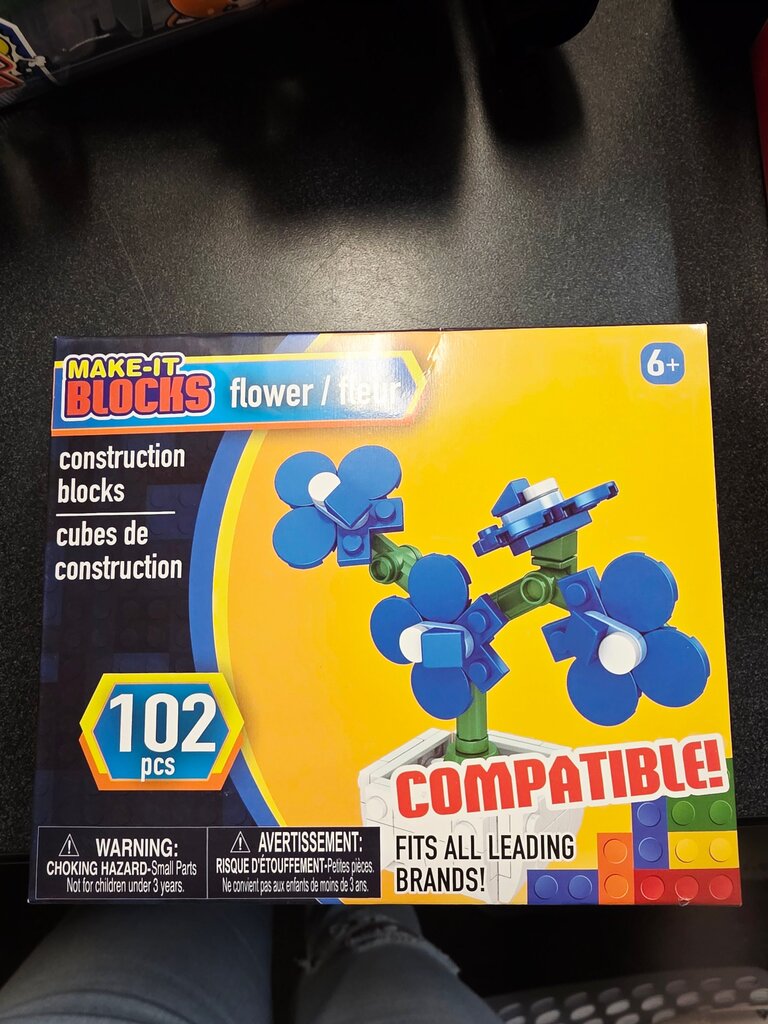 MAKE-IT
BLOCKS
flower / fleur
6+
construction
blocks
cubes de
construction
102
pcs
COMPATIBLE!
FITS ALL LEADING
BRANDS!
WARNING:
CHOKING HAZARD-Small Parts
Not for children under 3 years.
AVERTISSEMENT:
RISQUE D'ÉTOUFFEMENT-Petites pièces.
Ne convient pas aux enfants de moins de 3 ans.